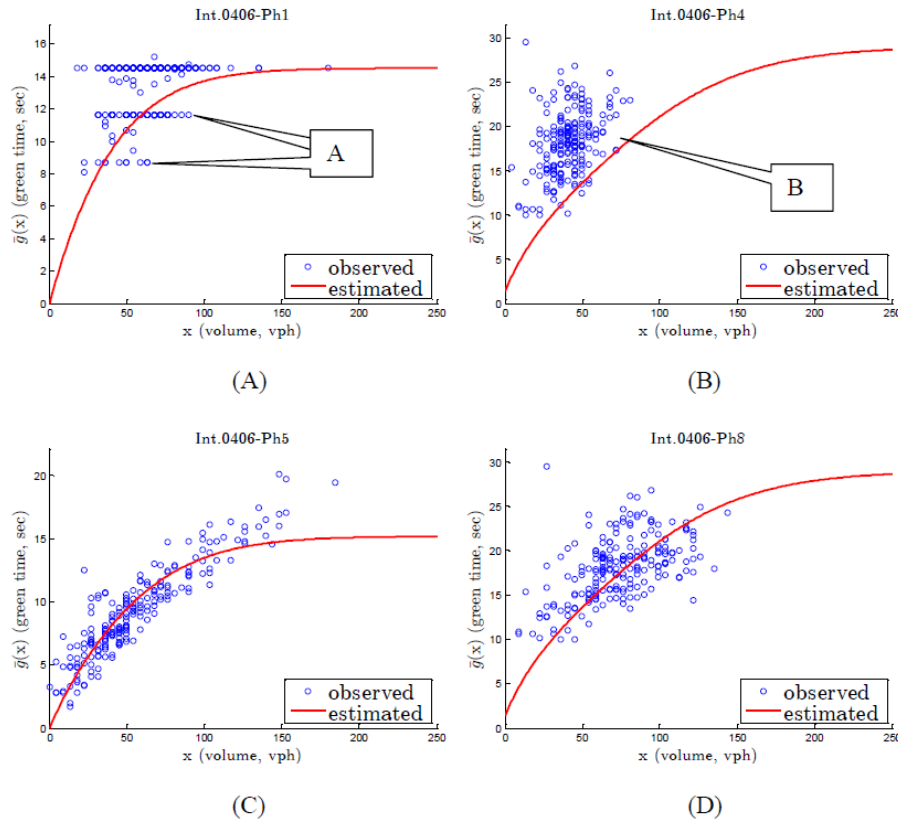 Int.0406-Ph1
16
14
12
10
8
6
4
2
0
ḡ(x) (green time, sec)
A
observed
estimated
0 50 100 150 200 250
x (volume, vph)
(A)
Int.0406-Ph4
30
25
20
15
10
5
0
ḡ(x) (green time, sec)
B
observed
estimated
0 50 100 150 200 250
x (volume, vph)
(B)
Int.0406-Ph5
20
15
10
5
0
ḡ(x) (green time, sec)
observed
estimated
0 50 100 150 200 250
x (volume, vph)
(C)
Int.0406-Ph8
30
25
20
15
10
5
0
ḡ(x) (green time, sec)
observed
estimated
0 50 100 150 200 250
x (volume, vph)
(D)